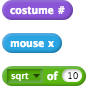 costume #
mouse x
sqrt of 10